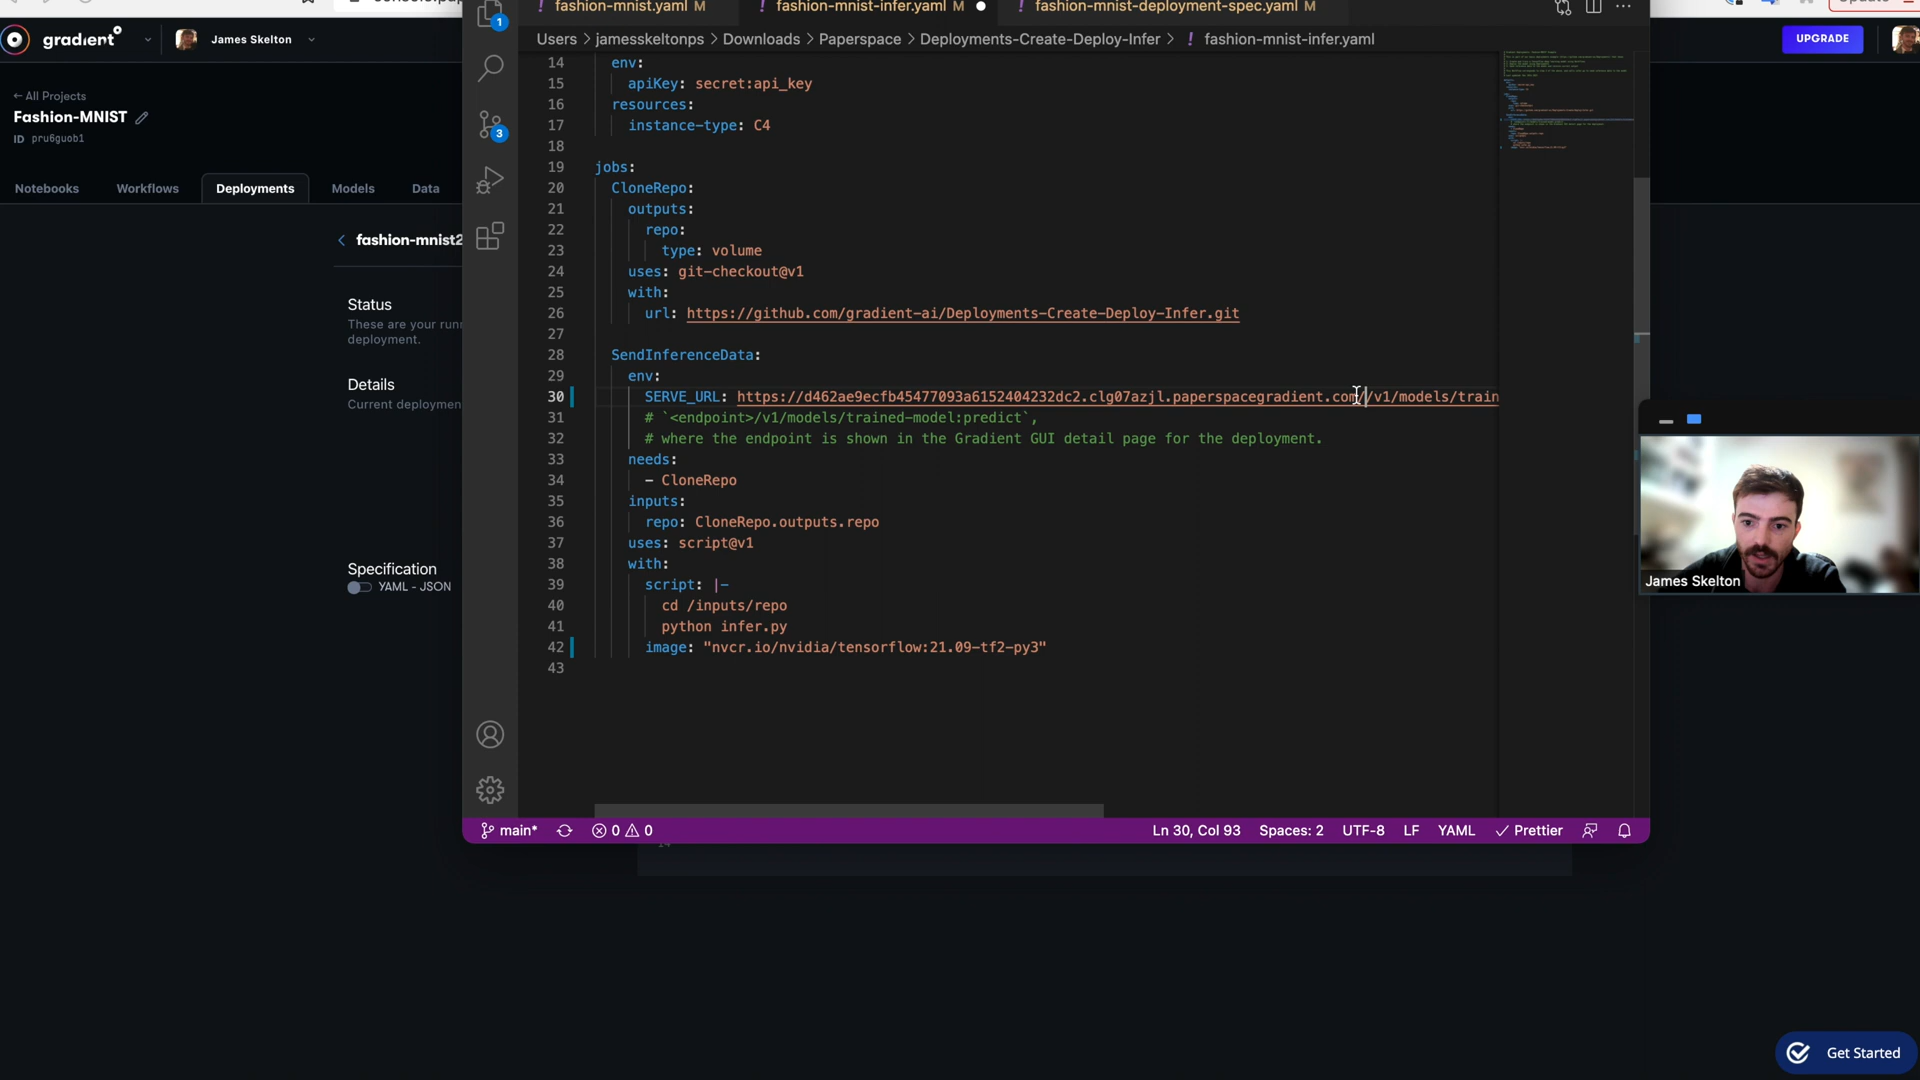 fashion-mnist.yaml M
fashion-mnist-infer.yaml M
fashion-mnist-deployment-spec.yaml M
gradient
James Skelton
UPGRADE
Users > jamesskeltonps > Downloads > Paperspace > Deployments-Create-Deploy-Infer > ! fashion-mnist-infer.yaml
← All Projects
Fashion-MNIST
ID pru6guob1
Notebooks
Workflows
Deployments
Models
Data
fashion-mnist2
Status
These are your runn
deployment.
Details
Current deploymen
Specification
YAML - JSON
1
3
14 env:
15 apiKey: secret:api_key
16 resources:
17 instance-type: C4
18
19 jobs:
20 CloneRepo:
21 outputs:
22 repo:
23 type: volume
24 uses: git-checkout@v1
25 with:
26 url: https://github.com/gradient-ai/Deployments-Create-Deploy-Infer.git
27
28 SendInferenceData:
29 env:
30 SERVE_URL: https://d462ae9ecfb45477093a6152404232dc2.clg07azjl.paperspacegradient.com//v1/models/train
31 # `<endpoint>/v1/models/trained-model:predict`,
32 # where the endpoint is shown in the Gradient GUI detail page for the deployment.
33 needs:
34 - CloneRepo
35 inputs:
36 repo: CloneRepo.outputs.repo
37 uses: script@v1
38 with:
39 script: |-
40 cd /inputs/repo
41 python infer.py
42 image: "nvcr.io/nvidia/tensorflow:21.09-tf2-py3"
43
James Skelton
main*
0
0
Ln 30, Col 93
Spaces: 2
UTF-8
LF
YAML
Prettier
Get Started